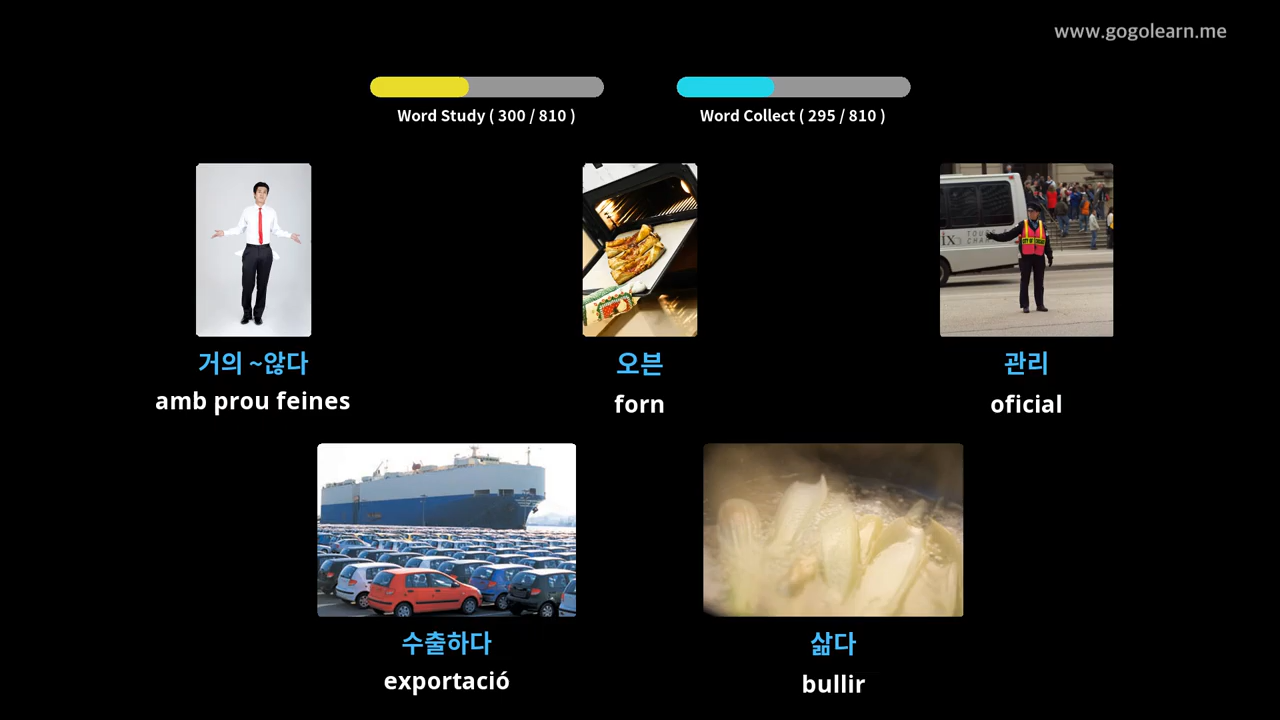 www.gogolearn.me
Word Study ( 300 / 810 )
Word Collect ( 295 / 810 )
거의 ~않다
amb prou feines
오븐
forn
관리
oficial
수출하다
exportació
삶다
bullir